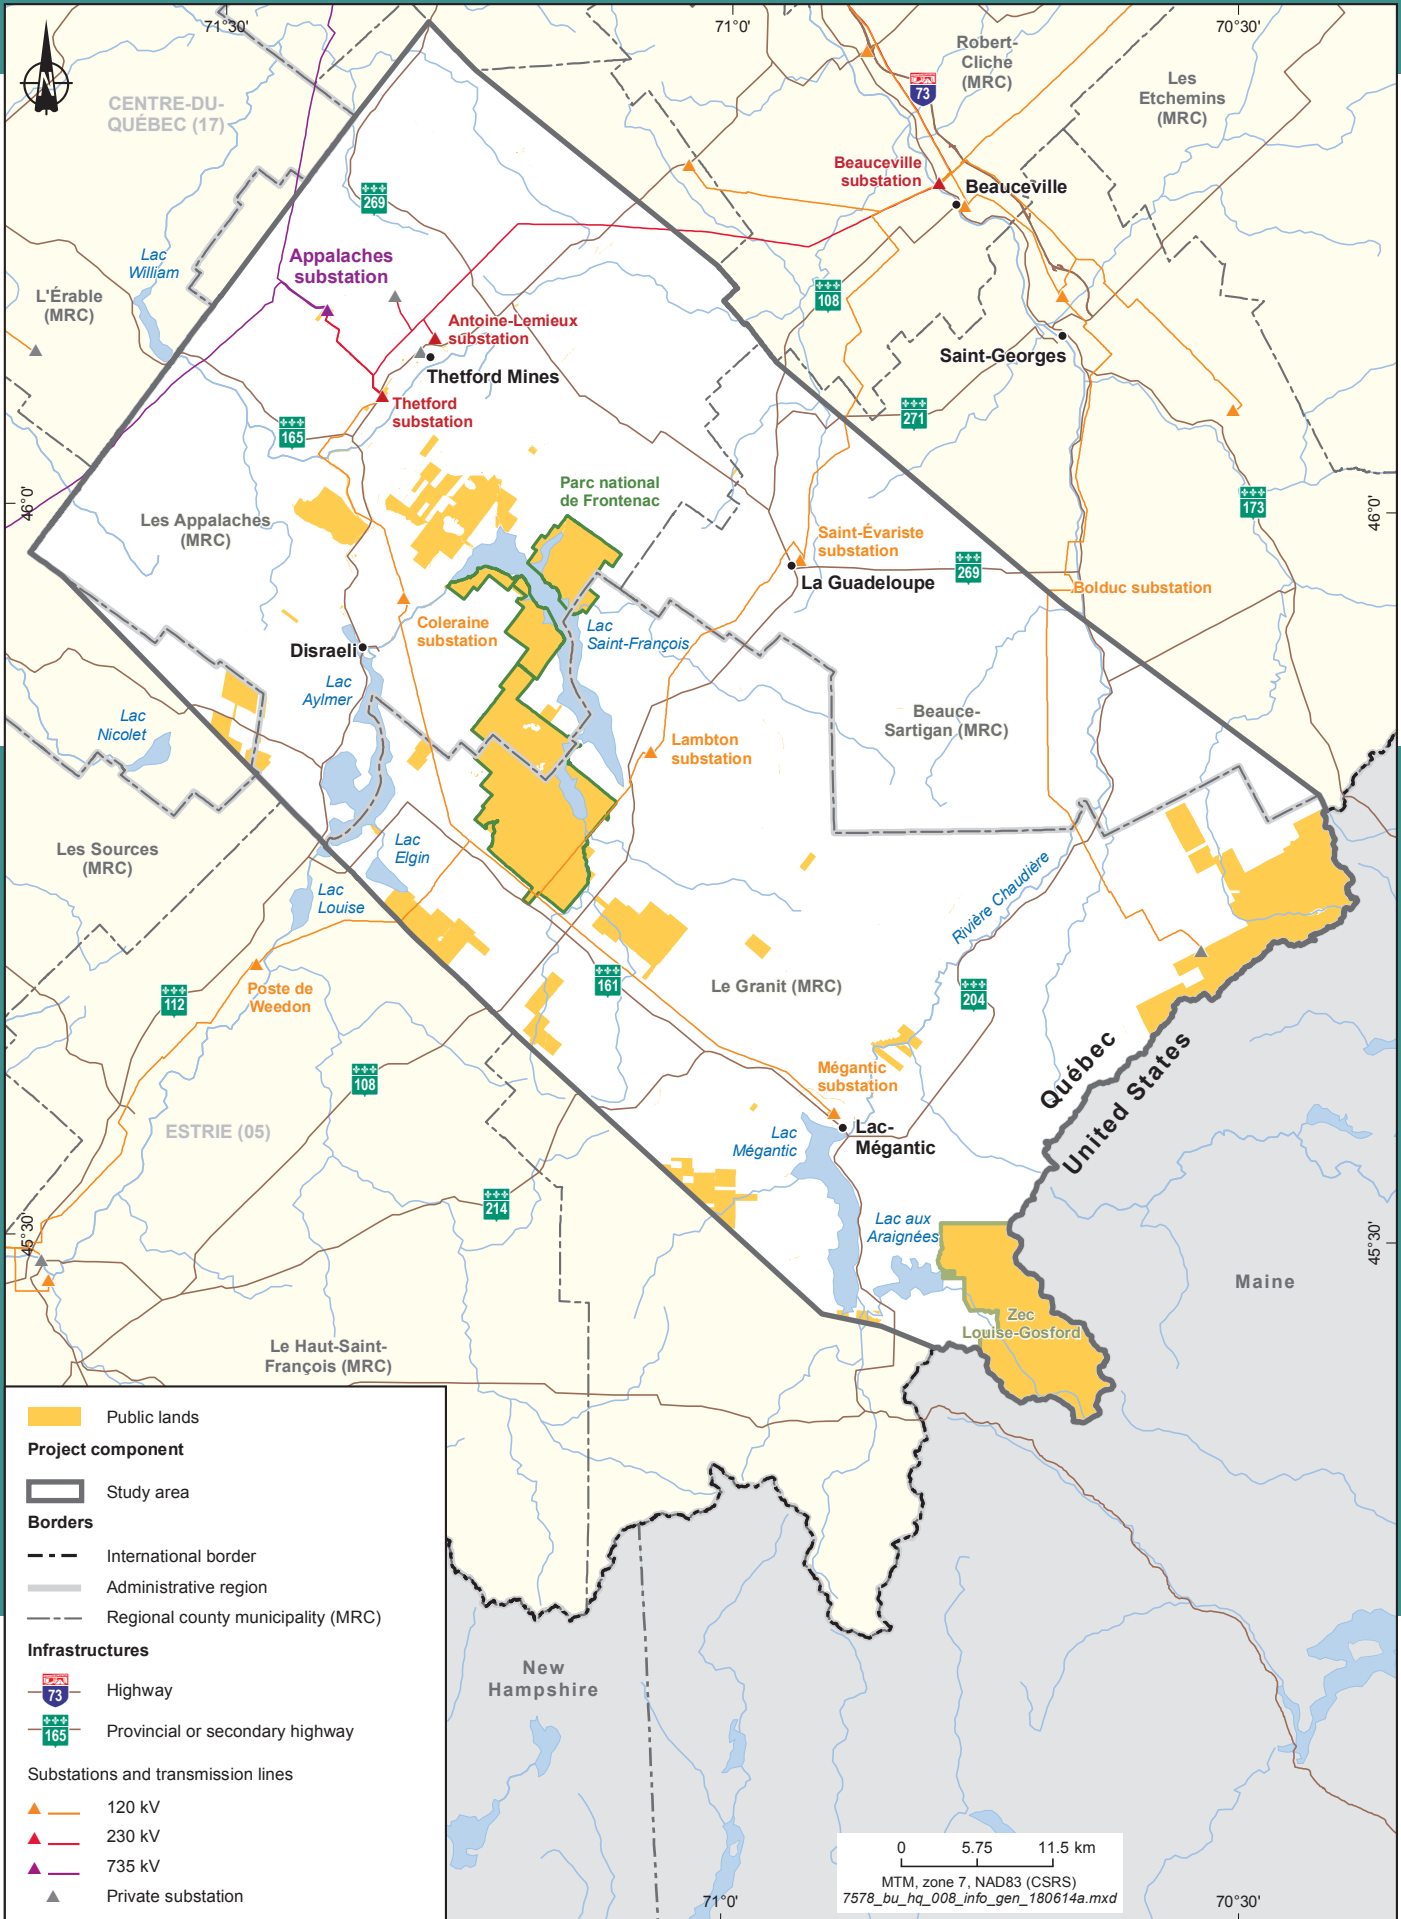 71°30'
71°0'
70°30'
CENTRE-DU-
QUÉBEC (17)
Robert-
Cliche
(MRC)
73
Les
Etchemins
(MRC)
Beauceville
substation
Beauceville
269
Lac
William
Appalaches
substation
L'Érable
(MRC)
108
Antoine-Lemieux
substation
Saint-Georges
Thetford Mines
Thetford
substation
271
165
Parc national
de Frontenac
173
46°0'
46°0'
Les Appalaches
(MRC)
Saint-Évariste
substation
269
La Guadeloupe
Bolduc substation
Coleraine
substation
Lac
Saint-François
Disraeli
Lac
Aylmer
Lac
Nicolet
Beauce-
Sartigan (MRC)
Lambton
substation
Les Sources
(MRC)
Lac
Elgin
Lac
Louise
Rivière Chaudière
Poste de
Weedon
112
161
Le Granit (MRC)
204
Québec
United States
108
Mégantic
substation
ESTRIE (05)
Lac
Mégantic
Lac-
Mégantic
214
Lac aux
Araignées
45°30'
45°30'
Maine
Zec
Louise-Gosford
Le Haut-Saint-
François (MRC)
Public lands
Project component
Study area
Borders
International border
Administrative region
Regional county municipality (MRC)
Infrastructures
73
Highway
165
Provincial or secondary highway
Substations and transmission lines
120 kV
230 kV
735 kV
Private substation
New
Hampshire
0 5.75 11.5 km
MTM, zone 7, NAD83 (CSRS)
7578_bu_hq_008_info_gen_180614a.mxd
71°0'
70°30'